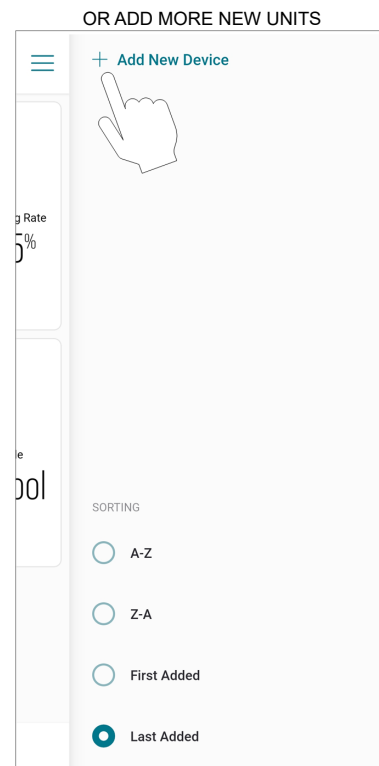 OR ADD MORE NEW UNITS
+ Add New Device
g Rate
5%
le
ool
SORTING
A-Z
Z-A
First Added
Last Added